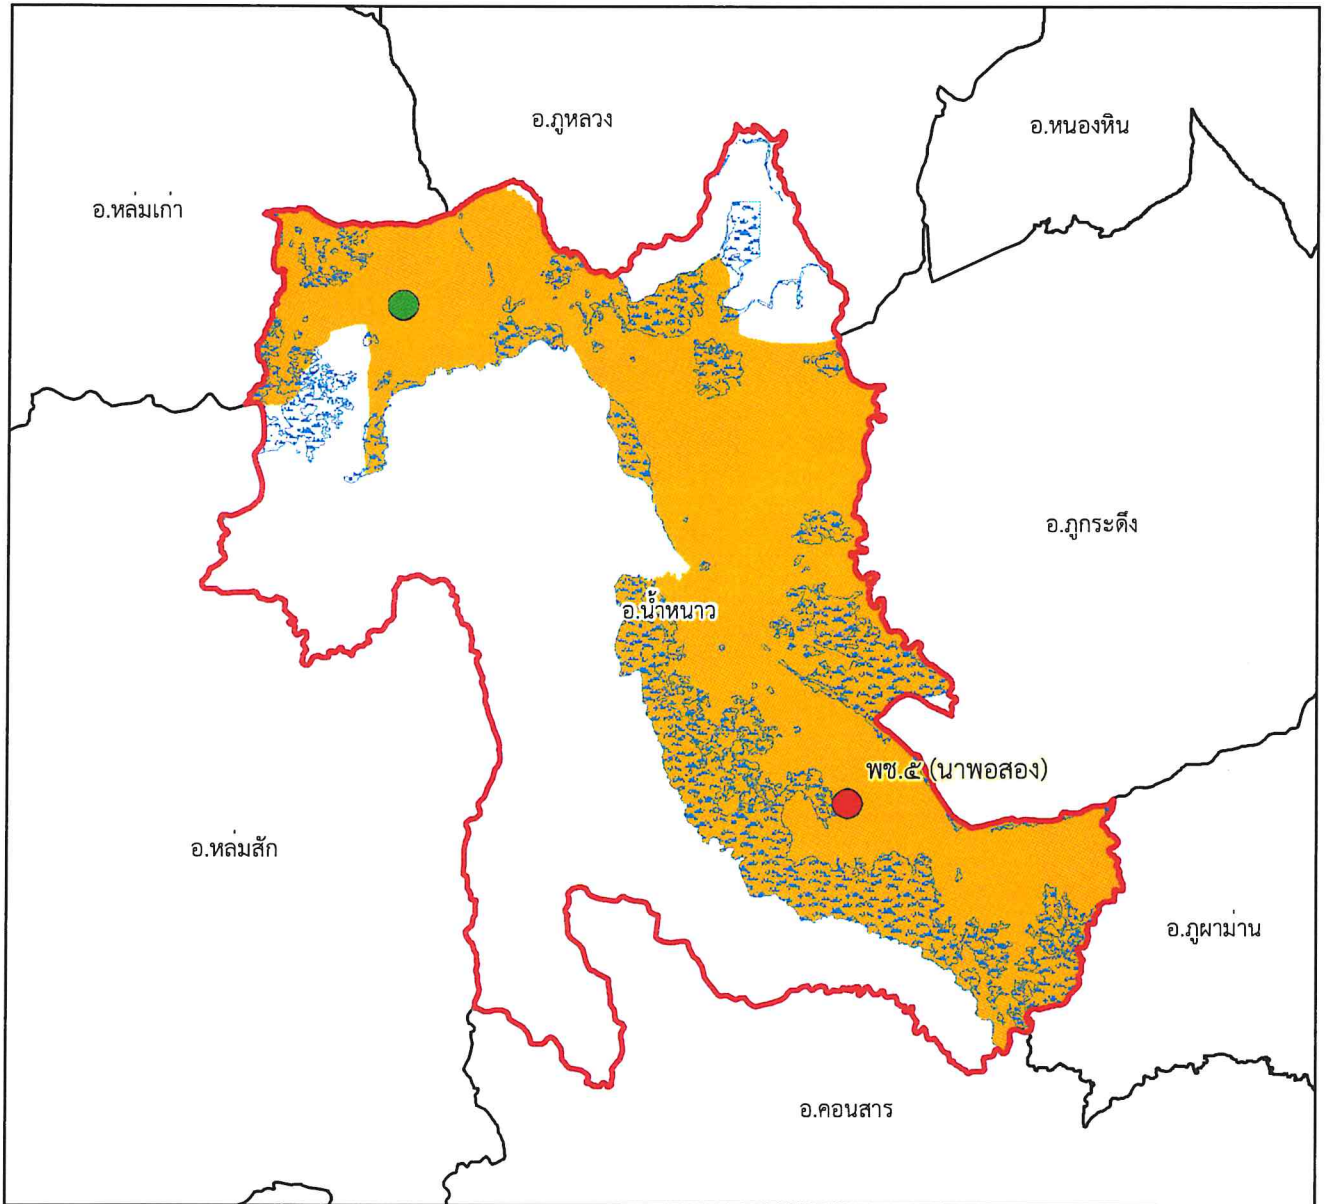 อ.ภูหลวง
อ.หนองหิน
อ.หล่มเก่า
อ.ภูกระดึง
อ.น้ำหนาว
พช.๕ (นาพอสอง)
อ.หล่มสัก
อ.ภูผาม่าน
อ.คอนสาร